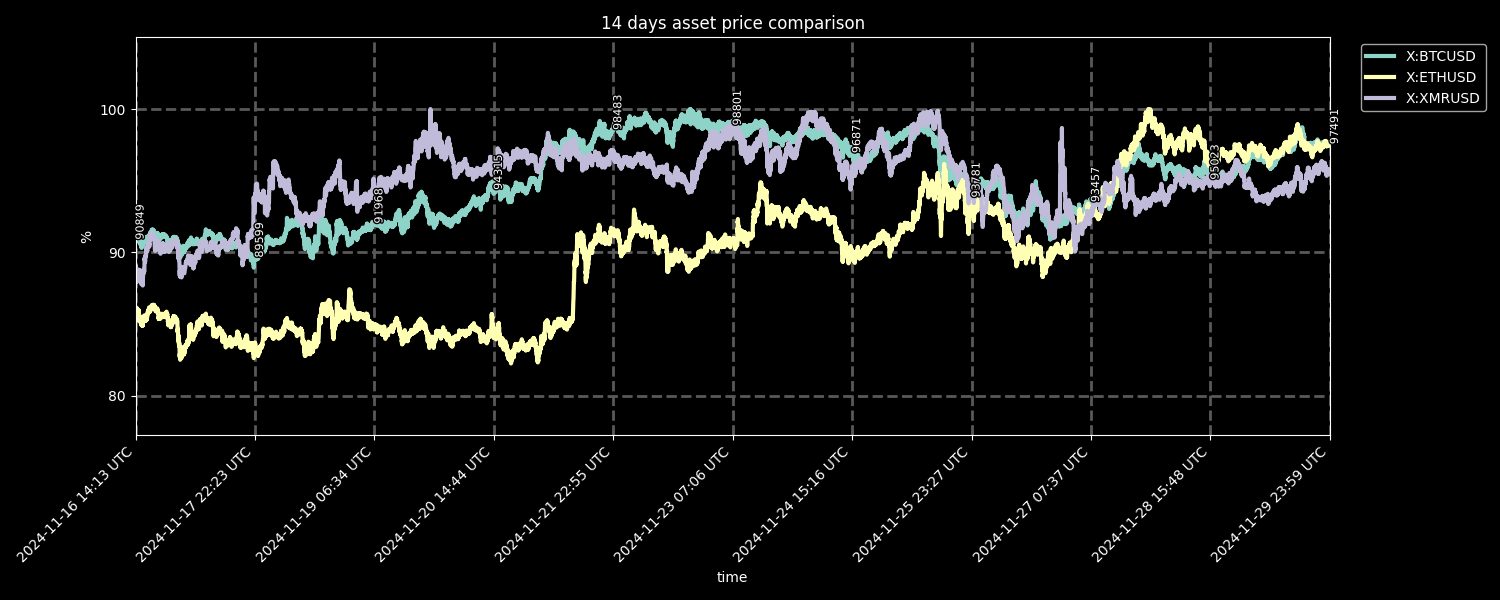 14 days asset price comparison
X:BTCUSD
X:ETHUSD
X:XMRUSD
100
90
80
%
90849
89599
91968
94315
98483
98801
96871
93781
93457
95023
97491
2024-11-16 14:13 UTC
2024-11-17 22:23 UTC
2024-11-19 06:34 UTC
2024-11-20 14:44 UTC
2024-11-21 22:55 UTC
2024-11-23 07:06 UTC
2024-11-24 15:16 UTC
2024-11-25 23:27 UTC
2024-11-27 07:37 UTC
2024-11-28 15:48 UTC
2024-11-29 23:59 UTC
time